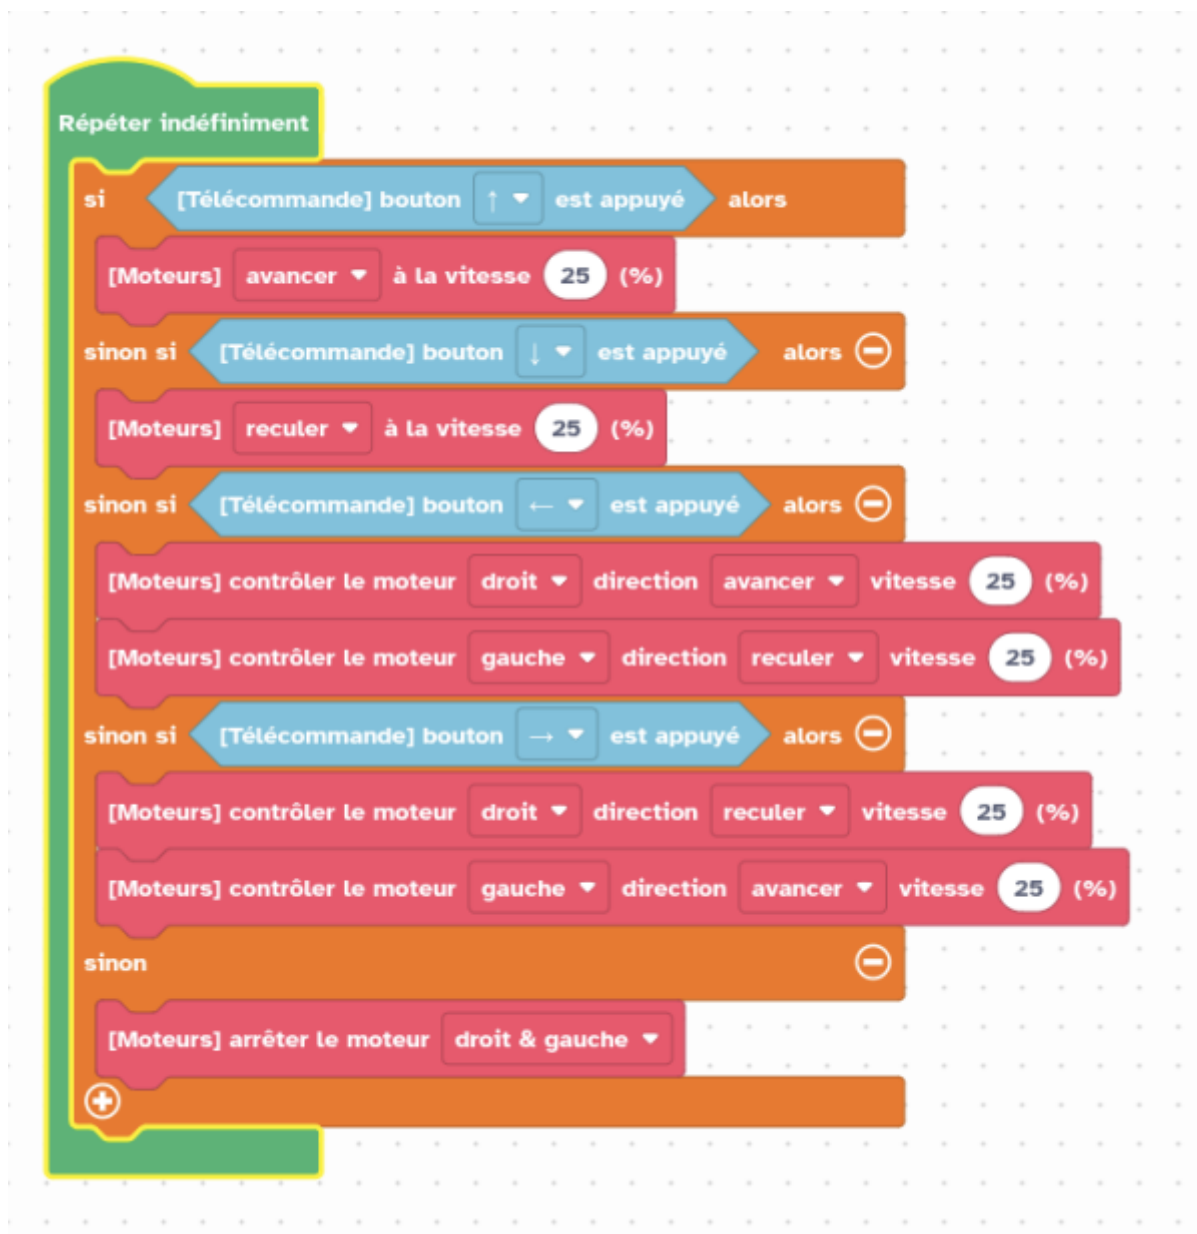 Répéter indéfiniment
si [Télécommande] bouton ↑ est appuyé alors
[Moteurs] avancer à la vitesse 25 (%)
sinon si [Télécommande] bouton ↓ est appuyé alors
[Moteurs] reculer à la vitesse 25 (%)
sinon si [Télécommande] bouton ← est appuyé alors
[Moteurs] contrôler le moteur droit direction avancer vitesse 25 (%)
[Moteurs] contrôler le moteur gauche direction reculer vitesse 25 (%)
sinon si [Télécommande] bouton → est appuyé alors
[Moteurs] contrôler le moteur droit direction reculer vitesse 25 (%)
[Moteurs] contrôler le moteur gauche direction avancer vitesse 25 (%)
sinon
[Moteurs] arrêter le moteur droit & gauche